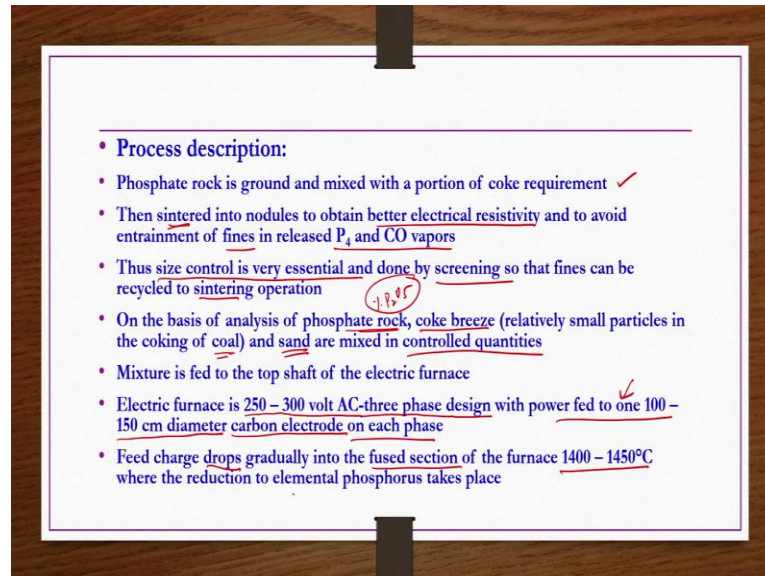 • Process description:
• Phosphate rock is ground and mixed with a portion of coke requirement ✓
• Then sintered into nodules to obtain better electrical resistivity and to avoid
entrainment of fines in released P₄ and CO vapors
• Thus size control is very essential and done by screening so that fines can be
recycled to sintering operation
%P₂O5
• On the basis of analysis of phosphate rock, coke breeze (relatively small particles in
the coking of coal) and sand are mixed in controlled quantities
• Mixture is fed to the top shaft of the electric furnace
• Electric furnace is 250 – 300 volt AC-three phase design with power fed to one 100 –
150 cm diameter carbon electrode on each phase
• Feed charge drops gradually into the fused section of the furnace 1400 – 1450°C
where the reduction to elemental phosphorus takes place